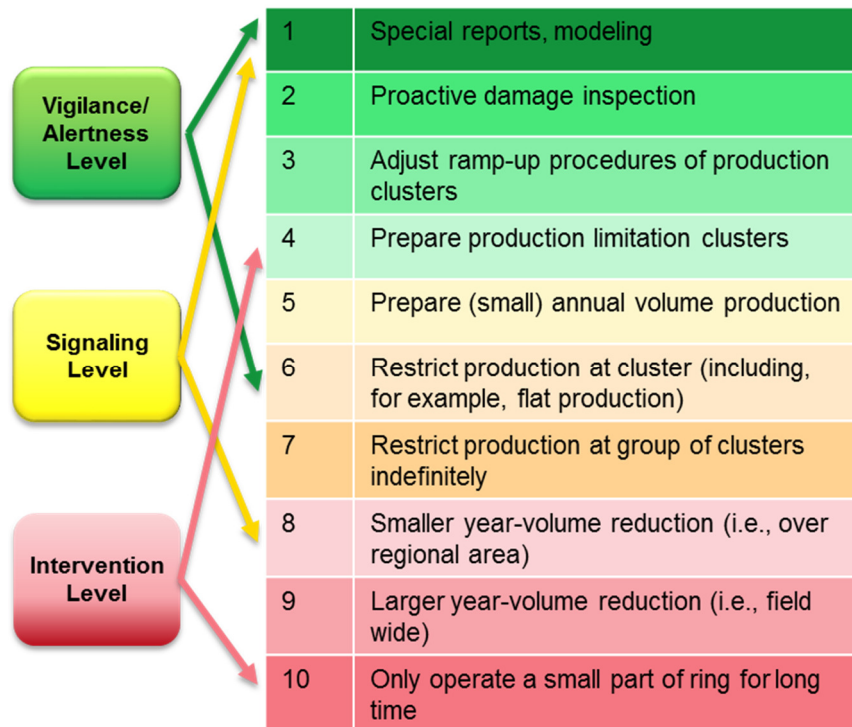 Vigilance/
Alertness
Level
Signaling
Level
Intervention
Level
1 Special reports, modeling
2 Proactive damage inspection
3 Adjust ramp-up procedures of production
clusters
4 Prepare production limitation clusters
5 Prepare (small) annual volume production
6 Restrict production at cluster (including,
for example, flat production)
7 Restrict production at group of clusters
indefinitely
8 Smaller year-volume reduction (i.e., over
regional area)
9 Larger year-volume reduction (i.e., field
wide)
10 Only operate a small part of ring for long
time